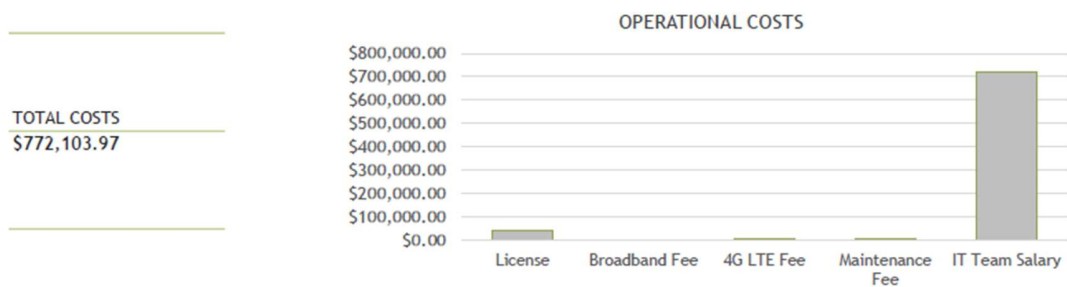 TOTAL COSTS
$772,103.97
OPERATIONAL COSTS
$800,000.00
$700,000.00
$600,000.00
$500,000.00
$400,000.00
$300,000.00
$200,000.00
$100,000.00
$0.00
License
Broadband Fee
4G LTE Fee
Maintenance
Fee
IT Team Salary